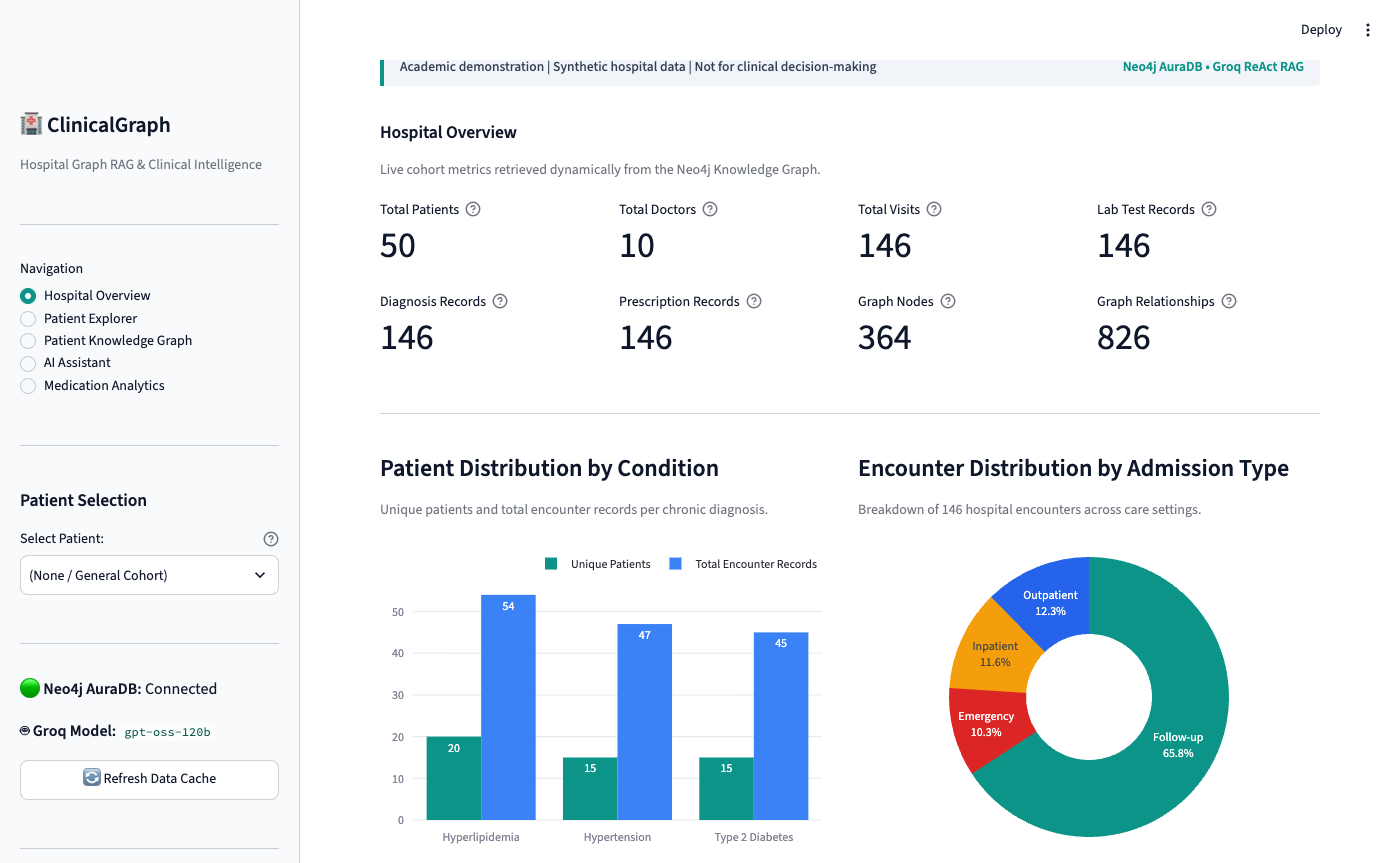 Deploy
ClinicalGraph
Hospital Graph RAG & Clinical Intelligence
Navigation
Hospital Overview
Patient Explorer
Patient Knowledge Graph
AI Assistant
Medication Analytics
Patient Selection
Select Patient:
(None / General Cohort)
Neo4j AuraDB: Connected
Groq Model: gpt-oss-120b
Refresh Data Cache
Academic demonstration | Synthetic hospital data | Not for clinical decision-making
Neo4j AuraDB • Groq ReAct RAG
Hospital Overview
Live cohort metrics retrieved dynamically from the Neo4j Knowledge Graph.
Total Patients
50
Total Doctors
10
Total Visits
146
Lab Test Records
146
Diagnosis Records
146
Prescription Records
146
Graph Nodes
364
Graph Relationships
826
Patient Distribution by Condition
Unique patients and total encounter records per chronic diagnosis.
Unique Patients
Total Encounter Records
50
40
30
20
10
0
20
54
15
47
15
45
Hyperlipidemia
Hypertension
Type 2 Diabetes
Encounter Distribution by Admission Type
Breakdown of 146 hospital encounters across care settings.
Outpatient
12.3%
Inpatient
11.6%
Emergency
10.3%
Follow-up
65.8%